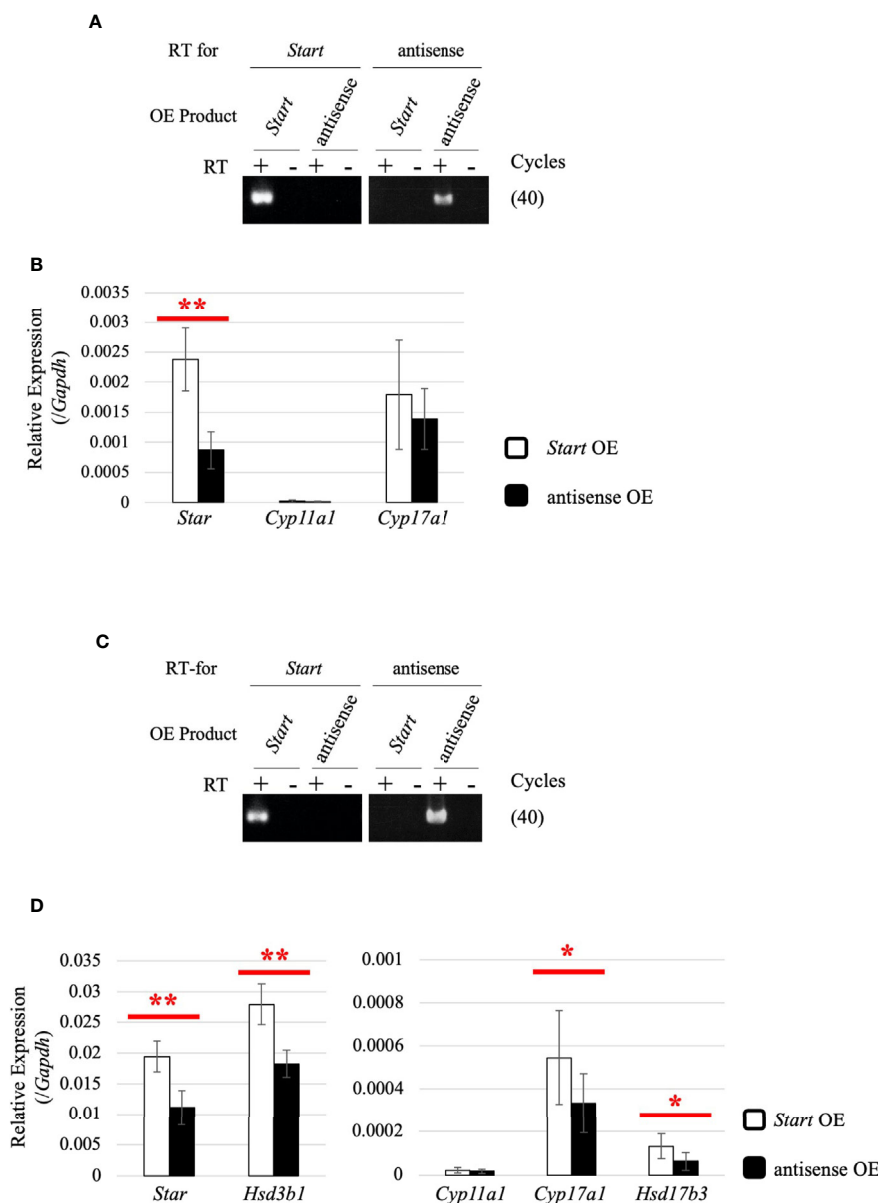 A
RT for Start antisense
OE Product Start antisense Start antisense
RT + - + - + - + - Cycles
(40)
B
Relative Expression
(/Gapdh)
0.0035
0.003
0.0025
0.002
0.0015
0.001
0.0005
0
**
Star Cyp11a1 Cyp17a!
Start OE
antisense OE
C
RT-for Start antisense
OE Product Start antisense Start antisense
RT + - + - + - + - Cycles
(40)
D
Relative Expression
(/Gapdh)
0.035
0.03
0.025
0.02
0.015
0.01
0.005
0
**
**
Star Hsd3b1
0.001
0.0008
0.0006
0.0004
0.0002
0
*
*
Cyp11a1 Cyp17a1 Hsd17b3
Start OE
antisense OE